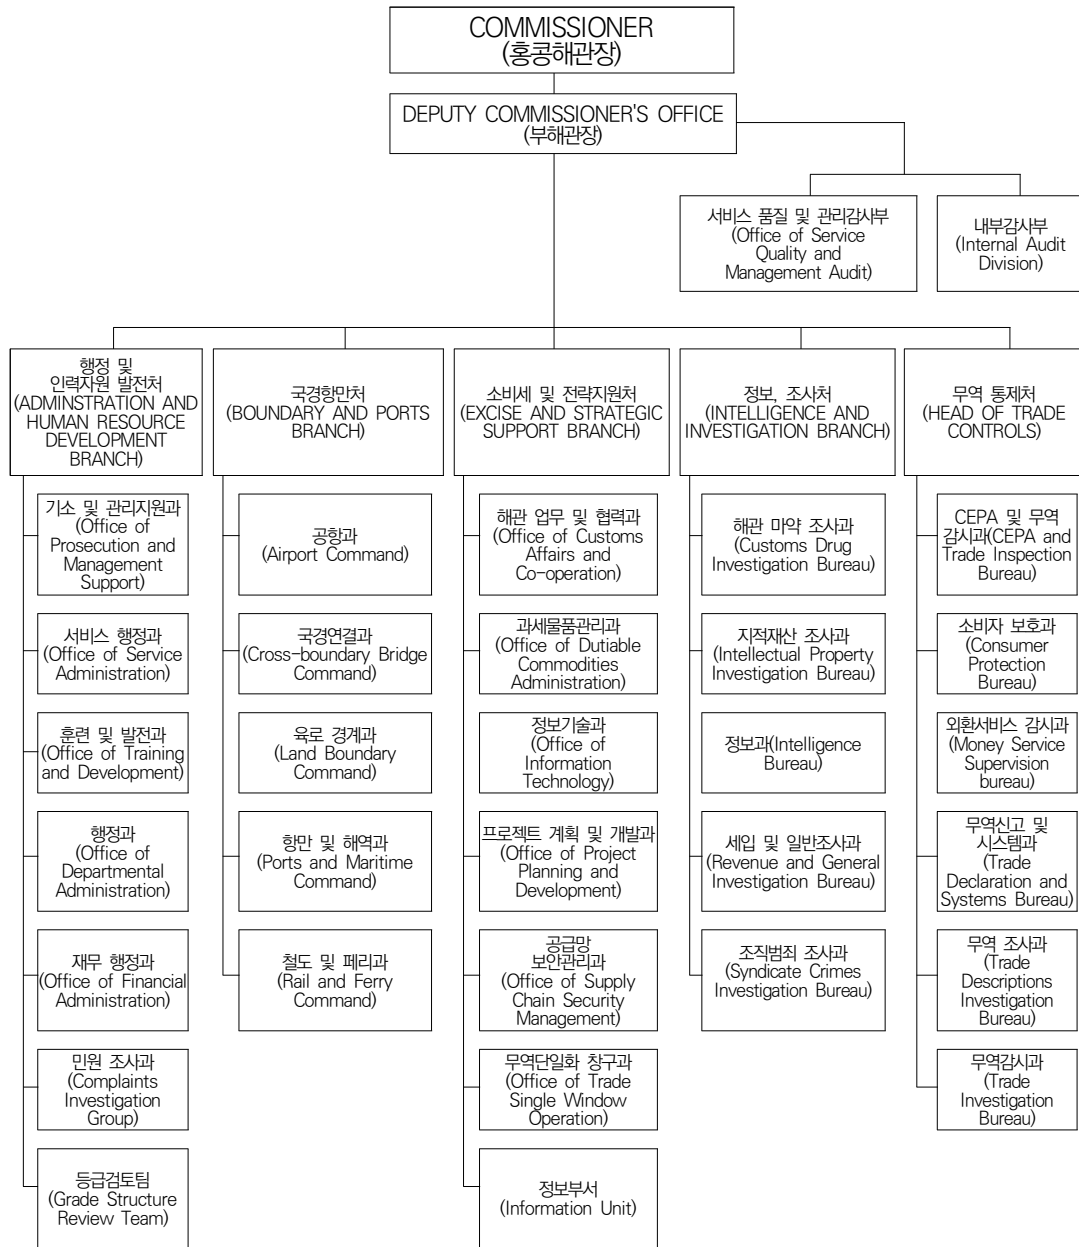 COMMISSIONER
(홍콩해관장)
DEPUTY COMMISSIONER'S OFFICE
(부해관장)
서비스 품질 및 관리감사부
(Office of Service
Quality and
Management Audit)
내부감사부
(Internal Audit
Division)
행정 및
인력자원 발전처
(ADMINSTRATION AND
HUMAN RESOURCE
DEVELOPMENT
BRANCH)
국경항만처
(BOUNDARY AND PORTS
BRANCH)
소비세 및 전략지원처
(EXCISE AND STRATEGIC
SUPPORT BRANCH)
정보, 조사처
(INTELLIGENCE AND
INVESTIGATION BRANCH)
무역 통제처
(HEAD OF TRADE
CONTROLS)
기소 및 관리지원과
(Office of
Prosecution and
Management
Support)
서비스 행정과
(Office of Service
Administration)
훈련 및 발전과
(Office of Training
and Development)
행정과
(Office of
Departmental
Administration)
재무 행정과
(Office of Financial
Administration)
민원 조사과
(Complaints
Investigation
Group)
등급검토팀
(Grade Structure
Review Team)
공항과
(Airport Command)
국경연결과
(Cross-boundary Bridge
Command)
육로 경계과
(Land Boundary
Command)
항만 및 해역과
(Ports and Maritime
Command)
철도 및 페리과
(Rail and Ferry
Command)
해관 업무 및 협력과
(Office of Customs
Affairs and
Co-operation)
과세물품관리과
(Office of Dutiable
Commodities
Administration)
정보기술과
(Office of
Information
Technology)
프로젝트 계획 및 개발과
(Office of Project
Planning and
Development)
공급망
보안관리과
(Office of Supply
Chain Security
Management)
무역단일화 창구과
(Office of Trade
Single Window
Operation)
정보부서
(Information Unit)
해관 마약 조사과
(Customs Drug
Investigation Bureau)
지적재산 조사과
(Intellectual Property
Investigation Bureau)
정보과(Intelligence
Bureau)
세입 및 일반조사과
(Revenue and General
Investigation Bureau)
조직범죄 조사과
(Syndicate Crimes
Investigation Bureau)
CEPA 및 무역
감시과(CEPA and
Trade Inspection
Bureau)
소비자 보호과
(Consumer
Protection
Bureau)
외환서비스 감시과
(Money Service
Supervision
bureau)
무역신고 및
시스템과
(Trade
Declaration and
Systems Bureau)
무역 조사과
(Trade
Descriptions
Investigation
Bureau)
무역감시과
(Trade
Investigation
Bureau)